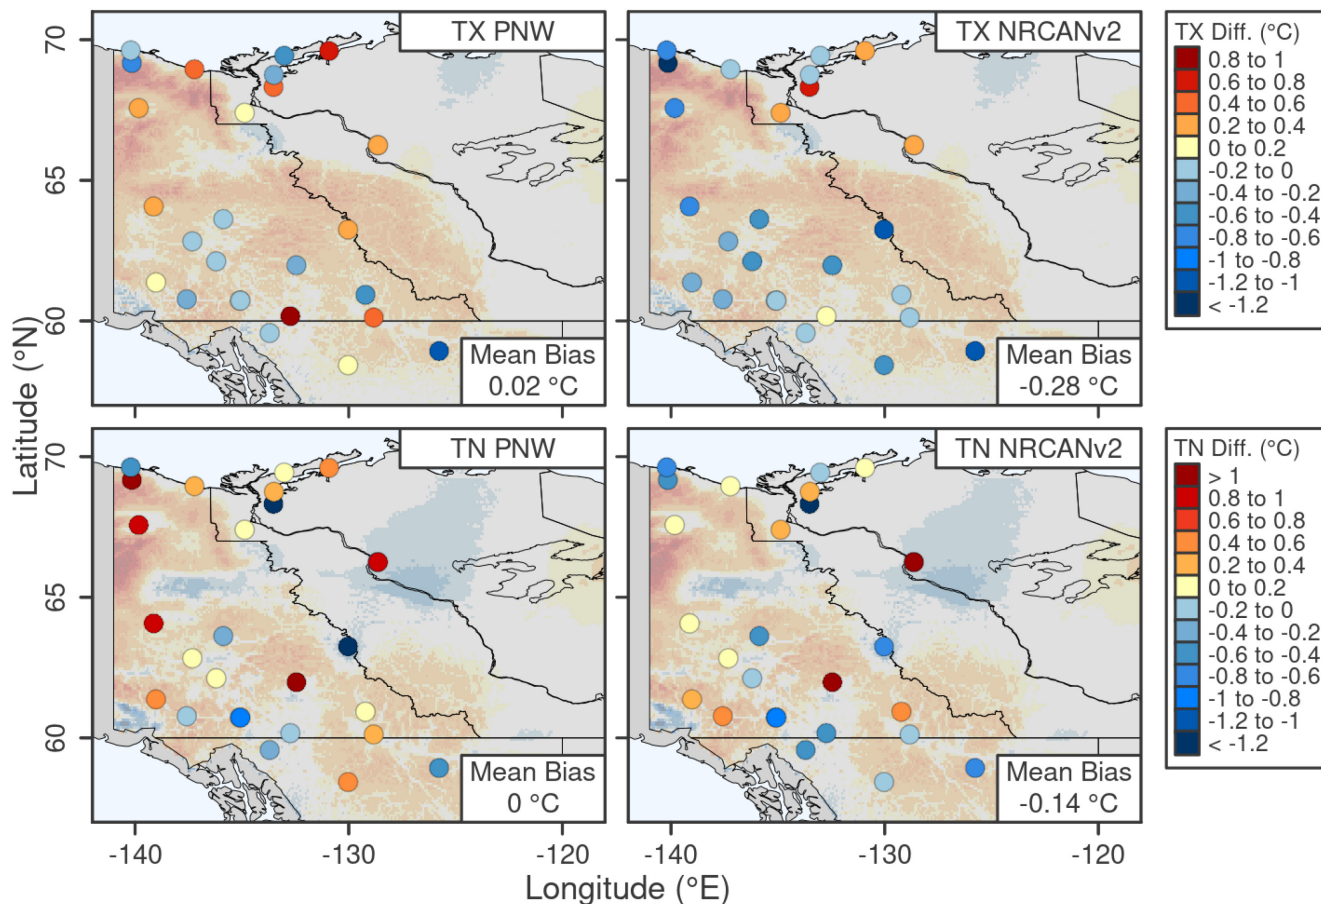 TX PNW
TX NRCANv2
TX Diff. (°C)
0.8 to 1
0.6 to 0.8
0.4 to 0.6
0.2 to 0.4
0 to 0.2
-0.2 to 0
-0.4 to -0.2
-0.6 to -0.4
-0.8 to -0.6
-1 to -0.8
-1.2 to -1
< -1.2
70
65
60
Mean Bias
0.02 °C
Mean Bias
-0.28 °C
Latitude (°N)
TN PNW
TN NRCANv2
TN Diff. (°C)
> 1
0.8 to 1
0.6 to 0.8
0.4 to 0.6
0.2 to 0.4
0 to 0.2
-0.2 to 0
-0.4 to -0.2
-0.6 to -0.4
-0.8 to -0.6
-1 to -0.8
-1.2 to -1
< -1.2
70
65
60
Mean Bias
0 °C
Mean Bias
-0.14 °C
-140
-130
-120
-140
-130
-120
Longitude (°E)